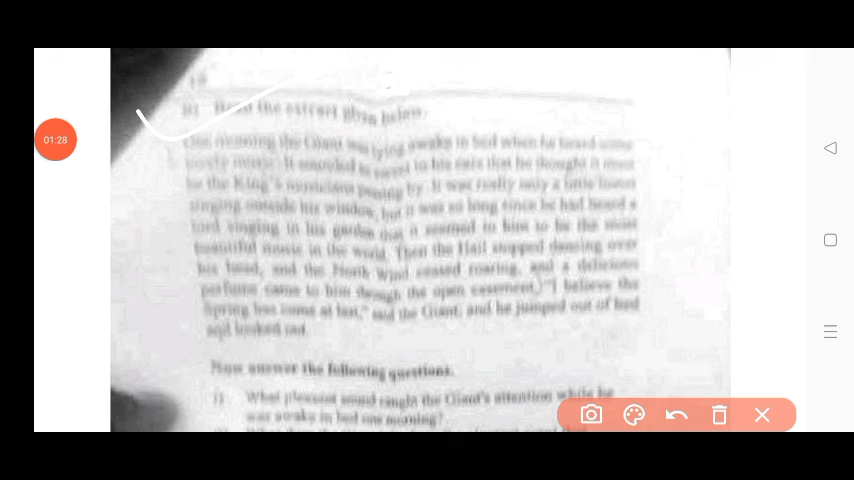 01:28
Read the extract given below.
One morning the Giant was lying awake in bed when he heard some
lovely music. It sounded so sweet to his ears that he thought it must
be the King's musicians passing by. It was really only a little linnet
singing outside his window, but it was so long since he had heard a
bird singing in his garden that it seemed to him to be the most
beautiful music in the world. Then the Hail stopped dancing over
his head, and the North Wind ceased roaring, and a delicious
perfume came to him through the open casement. "I believe the
Spring has come at last," said the Giant; and he jumped out of bed
and looked out.
Now answer the following questions.
i) What pleasant sound caught the Giant's attention while he
was awake in bed one morning?